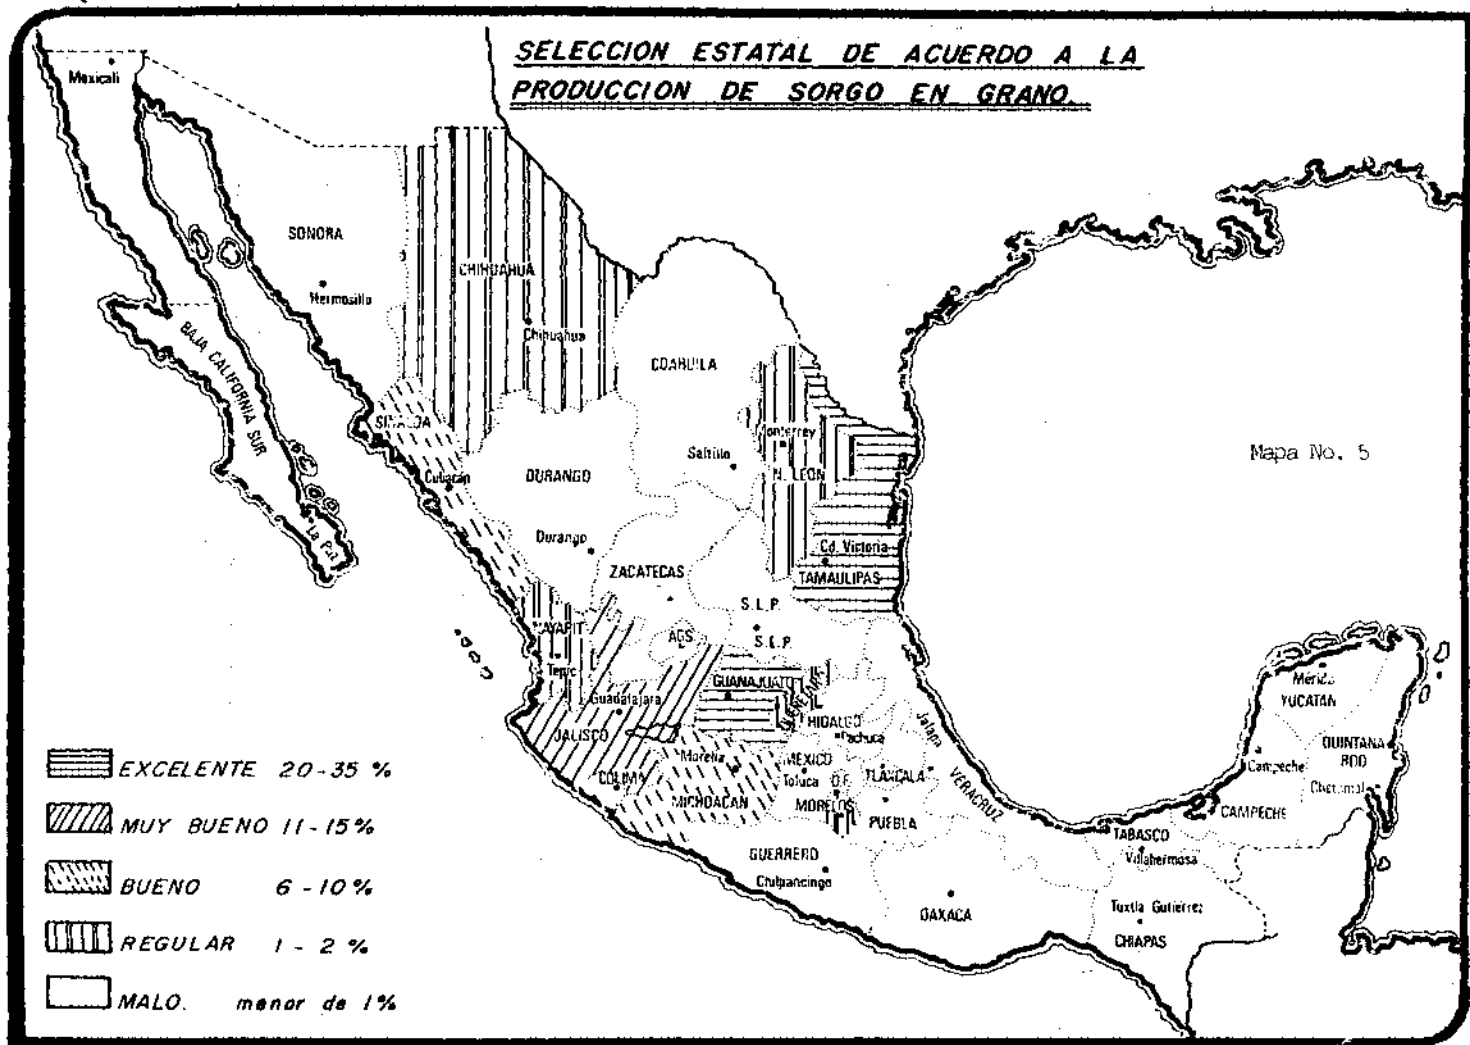 SELECCION ESTATAL DE ACUERDO A LA
PRODUCCION DE SORGO EN GRANO.
Mexicali
SONORA
Hermosillo
CHIHUAHUA
Chihuahua
BAJA CALIFORNIA SUR
La Paz
COAHUILA
Saltillo
Monterrey
N. LEON
Mapa No. 5
SINALOA
Culiacán
DURANGO
Durango
ZACATECAS
Cd. Victoria
TAMAULIPAS
S.L.P.
S.L.P.
AGS.
NAYARIT
Tepic
Guadalajara
JALISCO
COLIMA
GUANAJUATO
QUERETARO
HIDALGO
Pachuca
Morelia
MICHOACAN
MEXICO
Toluca
D.F.
TLAXCALA
MORELOS
PUEBLA
Jalapa
VERACRUZ
GUERRERO
Chilpancingo
OAXACA
TABASCO
Villahermosa
Tuxtla Gutiérrez
CHIAPAS
Mérida
YUCATAN
QUINTANA
ROO
Chetumal
Campeche
CAMPECHE
EXCELENTE 20-35 %
MUY BUENO 11-15%
BUENO 6-10%
REGULAR 1-2 %
MALO. menor de 1%